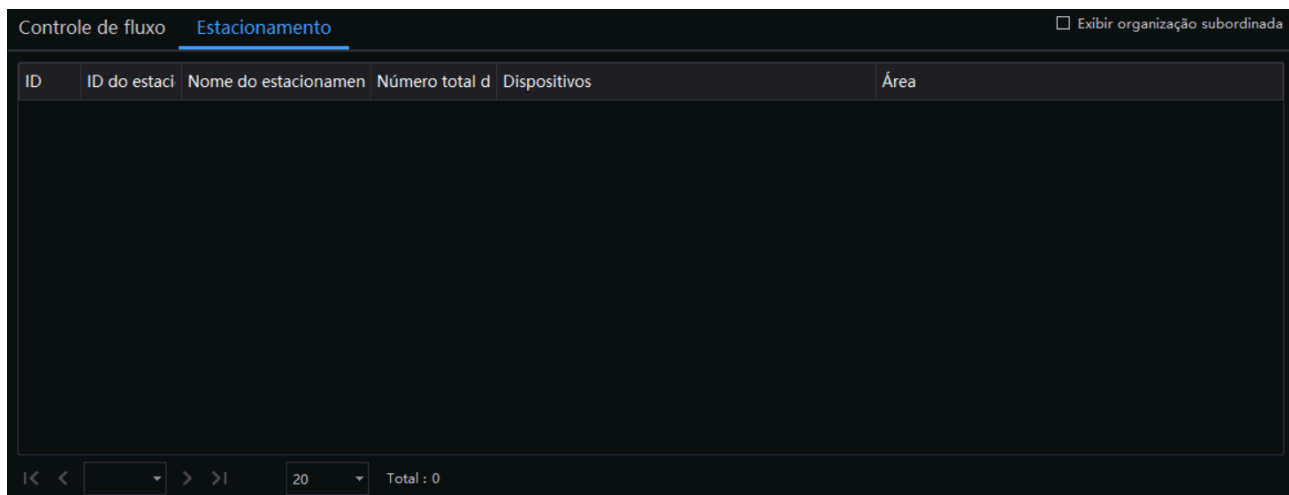 Controle de fluxo Estacionamento Exibir organização subordinada
ID ID do estaci Nome do estacionamen Número total d Dispositivos Área
20 Total : 0